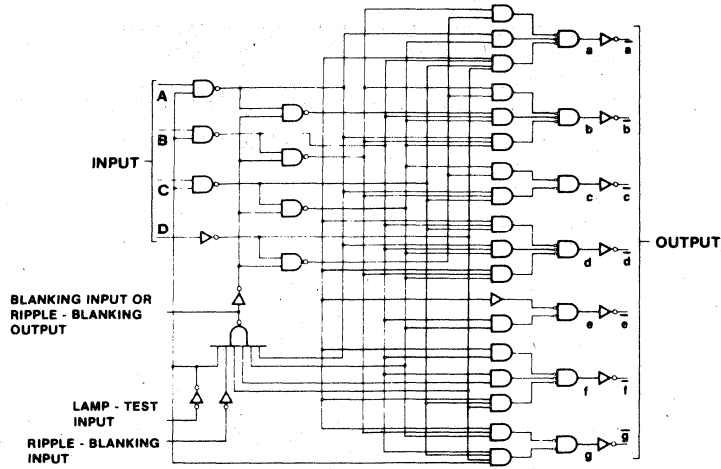 INPUT
A
B
C
D
BLANKING INPUT OR
RIPPLE - BLANKING
OUTPUT
LAMP - TEST
INPUT
RIPPLE - BLANKING
INPUT
a a̅
b b̅
c c̅
d d̅
e e̅
f f̅
g g̅
OUTPUT